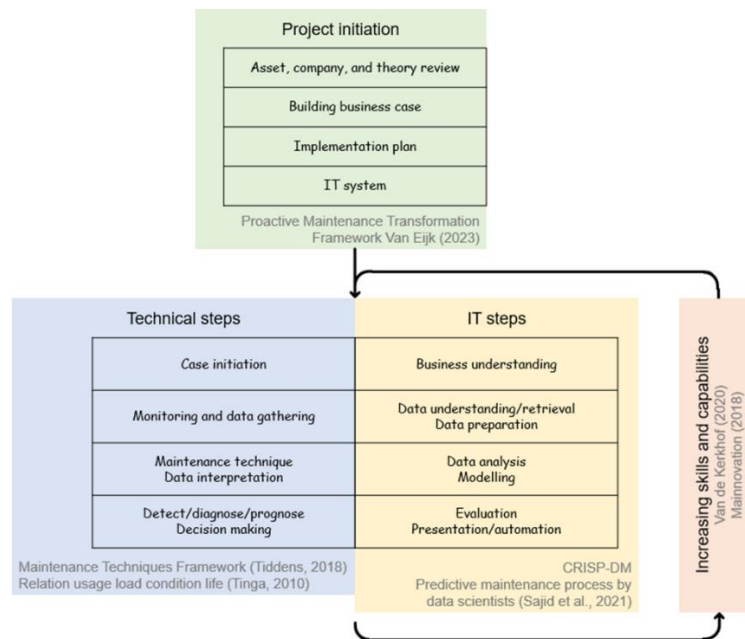 Project initiation
Asset, company, and theory review
Building business case
Implementation plan
IT system
Proactive Maintenance Transformation
Framework Van Eijk (2023)
Technical steps
Case initiation
Monitoring and data gathering
Maintenance technique
Data interpretation
Detect/diagnose/prognose
Decision making
Maintenance Techniques Framework (Tiddens, 2018)
Relation usage load condition life (Tinga, 2010)
IT steps
Business understanding
Data understanding/retrieval
Data preparation
Data analysis
Modelling
Evaluation
Presentation/automation
CRISP-DM
Predictive maintenance process by
data scientists (Sajid et al., 2021)
Increasing skills and capabilities
Van de Kerkhof (2020)
Mainnovation (2018)